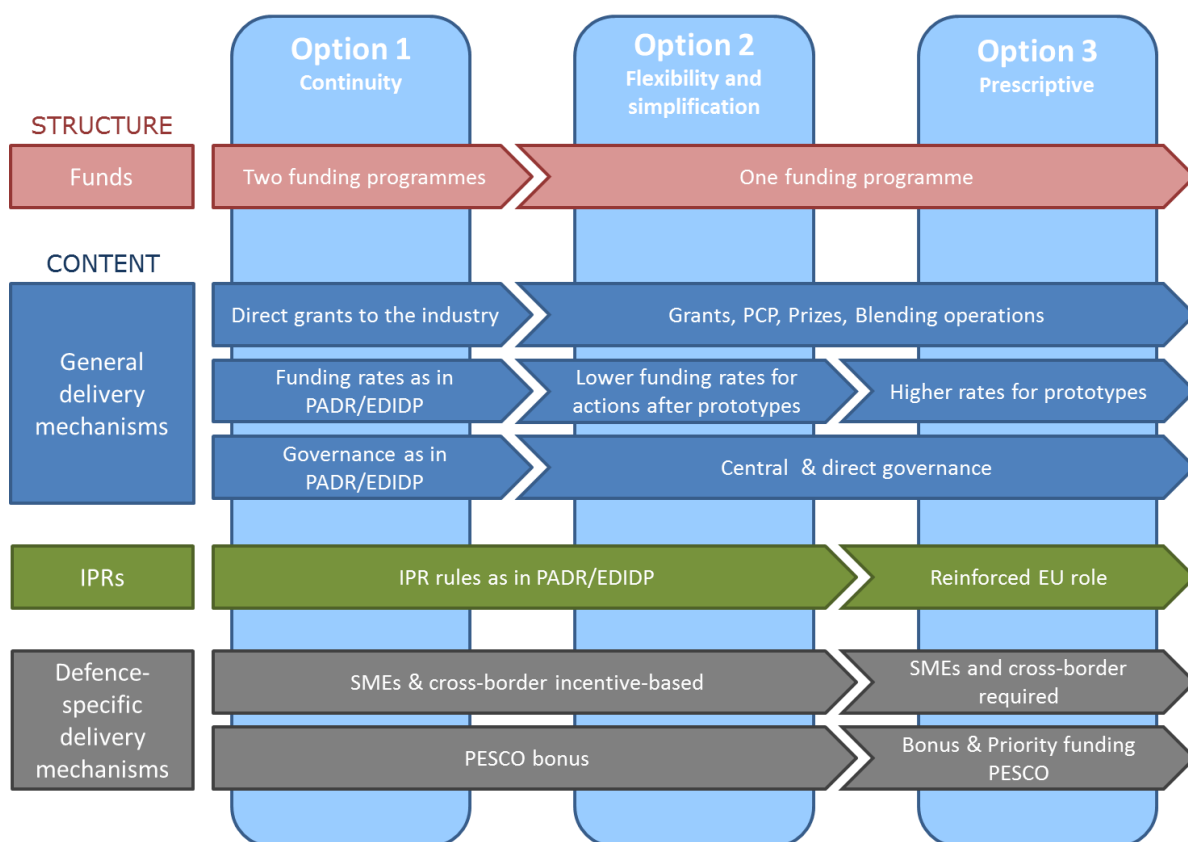 Option 1
Continuity
Option 2
Flexibility and
simplification
Option 3
Prescriptive
STRUCTURE
Funds
Two funding programmes
One funding programme
CONTENT
General
delivery
mechanisms
Direct grants to the industry
Grants, PCP, Prizes, Blending operations
Funding rates as in
PADR/EDIDP
Lower funding rates for
actions after prototypes
Higher rates for prototypes
Governance as in
PADR/EDIDP
Central & direct governance
IPRs
IPR rules as in PADR/EDIDP
Reinforced EU role
Defence-
specific
delivery
mechanisms
SMEs & cross-border incentive-based
SMEs and cross-border
required
PESCO bonus
Bonus & Priority funding
PESCO